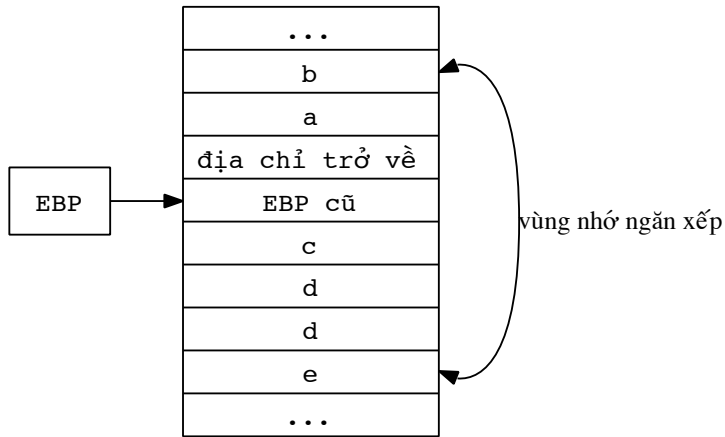 ...
b
a
địa chỉ trở về
EBP
EBP cũ
vùng nhớ ngăn xếp
c
d
d
e
...